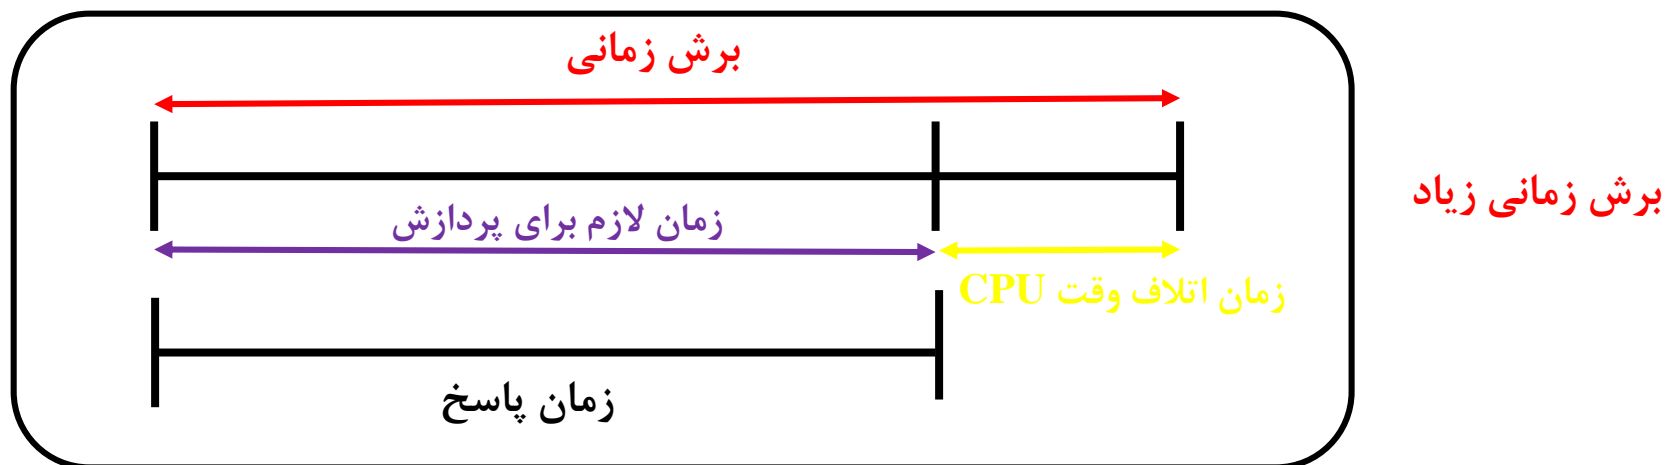 برش زمانی
برش زمانی زیاد
زمان لازم برای پردازش
زمان اتلاف وقت CPU
زمان پاسخ